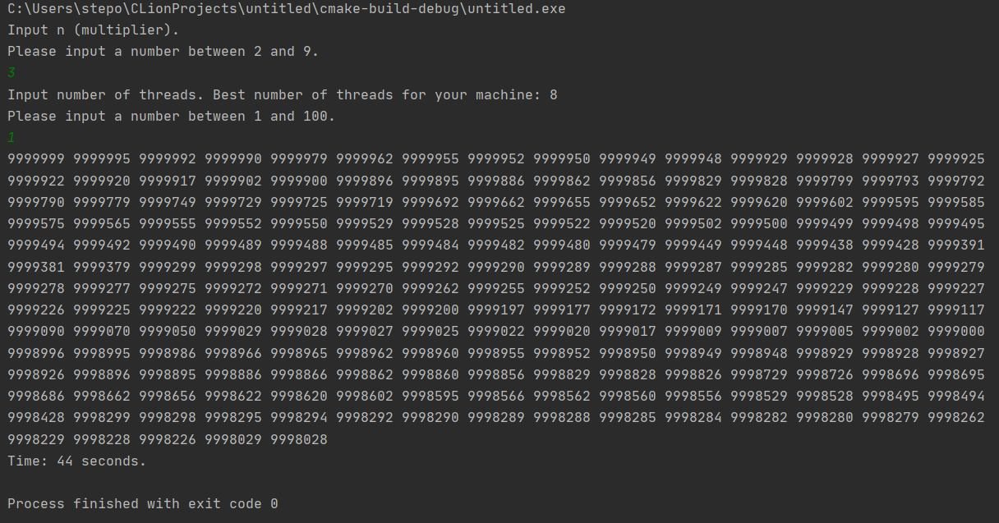 C:\Users\stepo\CLionProjects\untitled\cmake-build-debug\untitled.exe
Input n (multiplier).
Please input a number between 2 and 9.
3
Input number of threads. Best number of threads for your machine: 8
Please input a number between 1 and 100.
1
9999999 9999995 9999992 9999990 9999979 9999962 9999955 9999952 9999950 9999949 9999948 9999929 9999928 9999927 9999925
9999922 9999920 9999917 9999902 9999900 9999896 9999895 9999886 9999862 9999856 9999829 9999828 9999799 9999793 9999792
9999790 9999779 9999749 9999729 9999725 9999719 9999692 9999662 9999655 9999652 9999622 9999620 9999602 9999595 9999585
9999575 9999565 9999555 9999552 9999550 9999529 9999528 9999525 9999522 9999520 9999502 9999500 9999499 9999498 9999495
9999494 9999492 9999490 9999489 9999488 9999485 9999484 9999482 9999480 9999479 9999449 9999448 9999438 9999428 9999391
9999381 9999379 9999299 9999298 9999297 9999295 9999292 9999290 9999289 9999288 9999287 9999285 9999282 9999280 9999279
9999278 9999277 9999275 9999272 9999271 9999270 9999262 9999255 9999252 9999250 9999249 9999247 9999229 9999228 9999227
9999226 9999225 9999222 9999220 9999217 9999202 9999200 9999197 9999177 9999172 9999171 9999170 9999147 9999127 9999117
9999090 9999070 9999050 9999029 9999028 9999027 9999025 9999022 9999020 9999017 9999009 9999007 9999005 9999002 9999000
9998996 9998995 9998986 9998966 9998965 9998962 9998960 9998955 9998952 9998950 9998949 9998948 9998929 9998928 9998927
9998926 9998896 9998895 9998886 9998866 9998862 9998860 9998856 9998829 9998828 9998826 9998729 9998726 9998696 9998695
9998686 9998662 9998656 9998622 9998620 9998602 9998595 9998566 9998562 9998560 9998556 9998529 9998528 9998495 9998494
9998428 9998299 9998298 9998295 9998294 9998292 9998290 9998289 9998288 9998285 9998284 9998282 9998280 9998279 9998262
9998229 9998228 9998226 9998029 9998028
Time: 44 seconds.
Process finished with exit code 0